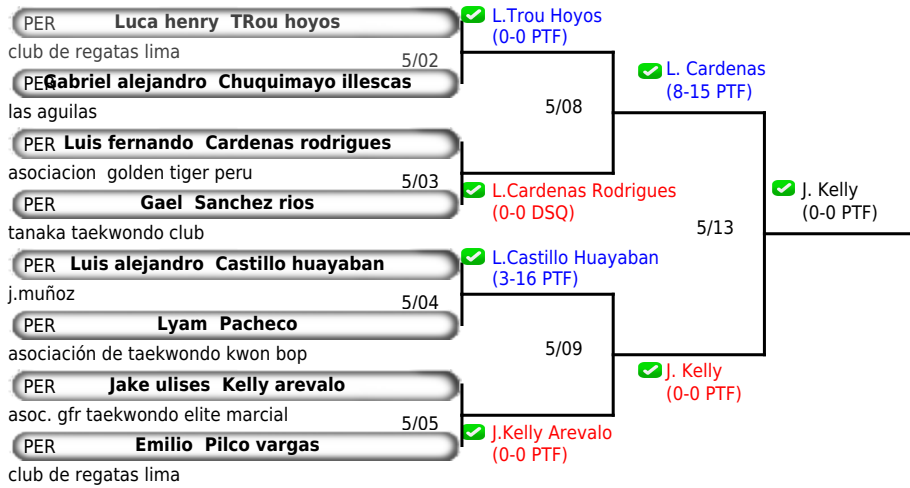 PER Luca henry TRou hoyos
club de regatas lima
5/02
PER Gabriel alejandro Chuquimayo illescas
las aguilas
PER Luis fernando Cardenas rodrigues
asociacion golden tiger peru
5/03
PER Gael Sanchez rios
tanaka taekwondo club
PER Luis alejandro Castillo huayaban
j.muñoz
5/04
PER Lyam Pacheco
asociación de taekwondo kwon bop
PER Jake ulises Kelly arevalo
asoc. gfr taekwondo elite marcial
5/05
PER Emilio Pilco vargas
club de regatas lima
L.Trou Hoyos
(0-0 PTF)
5/08
L.Cardenas Rodrigues
(0-0 DSQ)
L.Castillo Huayaban
(3-16 PTF)
5/09
J.Kelly Arevalo
(0-0 PTF)
L. Cardenas
(8-15 PTF)
5/13
J. Kelly
(0-0 PTF)
J. Kelly
(0-0 PTF)